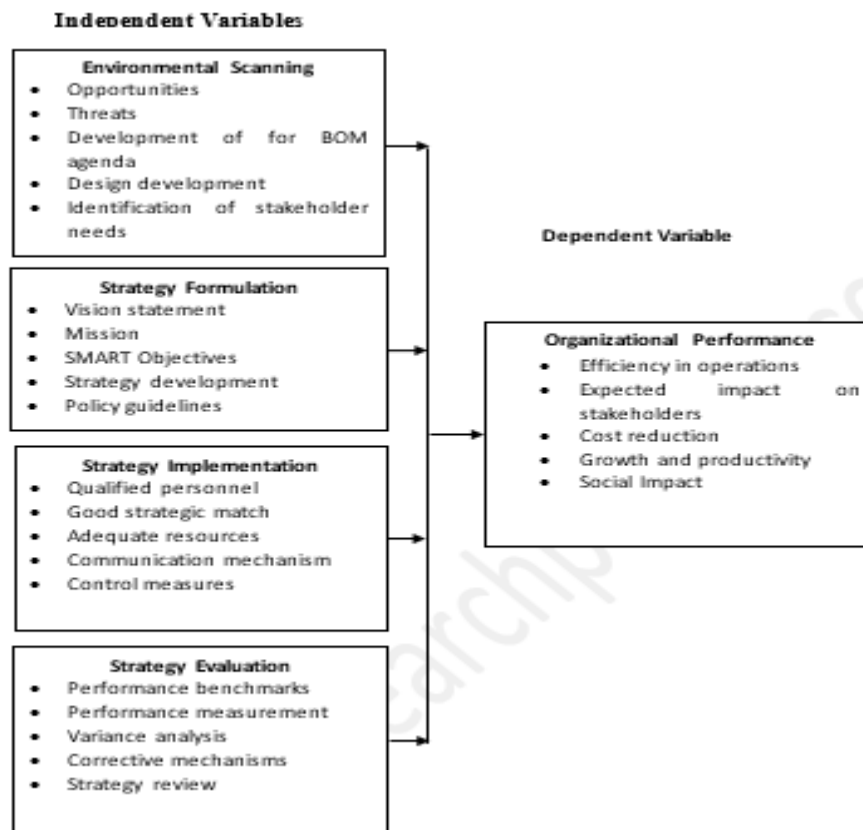 Independent Variables
Environmental Scanning
• Opportunities
• Threats
• Development of for BOM
agenda
• Design development
• Identification of stakeholder
needs
Strategy Formulation
• Vision statement
• Mission
• SMART Objectives
• Strategy development
• Policy guidelines
Strategy Implementation
• Qualified personnel
• Good strategic match
• Adequate resources
• Communication mechanism
• Control measures
Strategy Evaluation
• Performance benchmarks
• Performance measurement
• Variance analysis
• Corrective mechanisms
• Strategy review
Dependent Variable
Organizational Performance
• Efficiency in operations
• Expected impact on
stakeholders
• Cost reduction
• Growth and productivity
• Social Impact